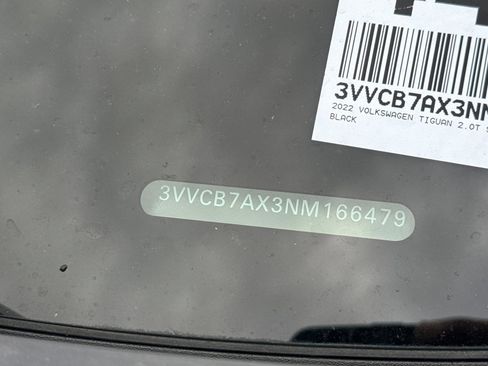 3VVCB7AX3NM
2022 VOLKSWAGEN TIGUAN 2.0T S
BLACK
3VVCB7AX3NM166479